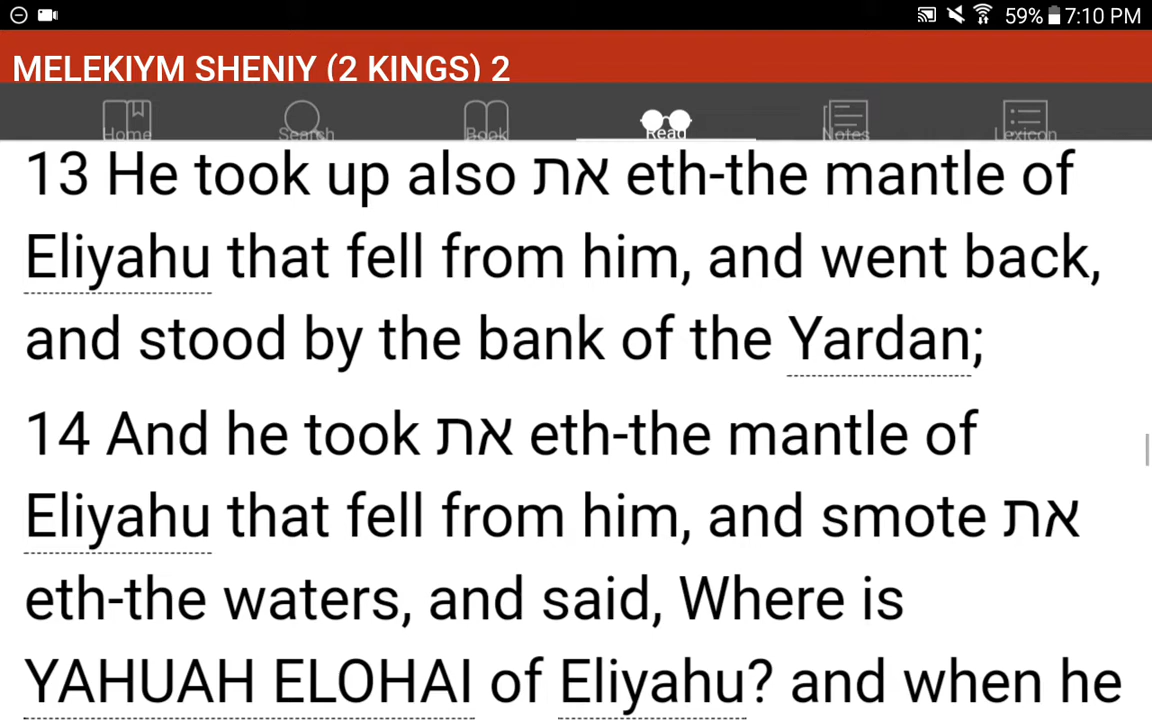 59% 7:10 PM
MELEKIYM SHENIY (2 KINGS) 2
Home Search Book Read Notes Lexicon
13 He took up also את eth-the mantle of
Eliyahu that fell from him, and went back,
and stood by the bank of the Yardan;
14 And he took את eth-the mantle of
Eliyahu that fell from him, and smote את
eth-the waters, and said, Where is
YAHUAH ELOHAI of Eliyahu? and when he